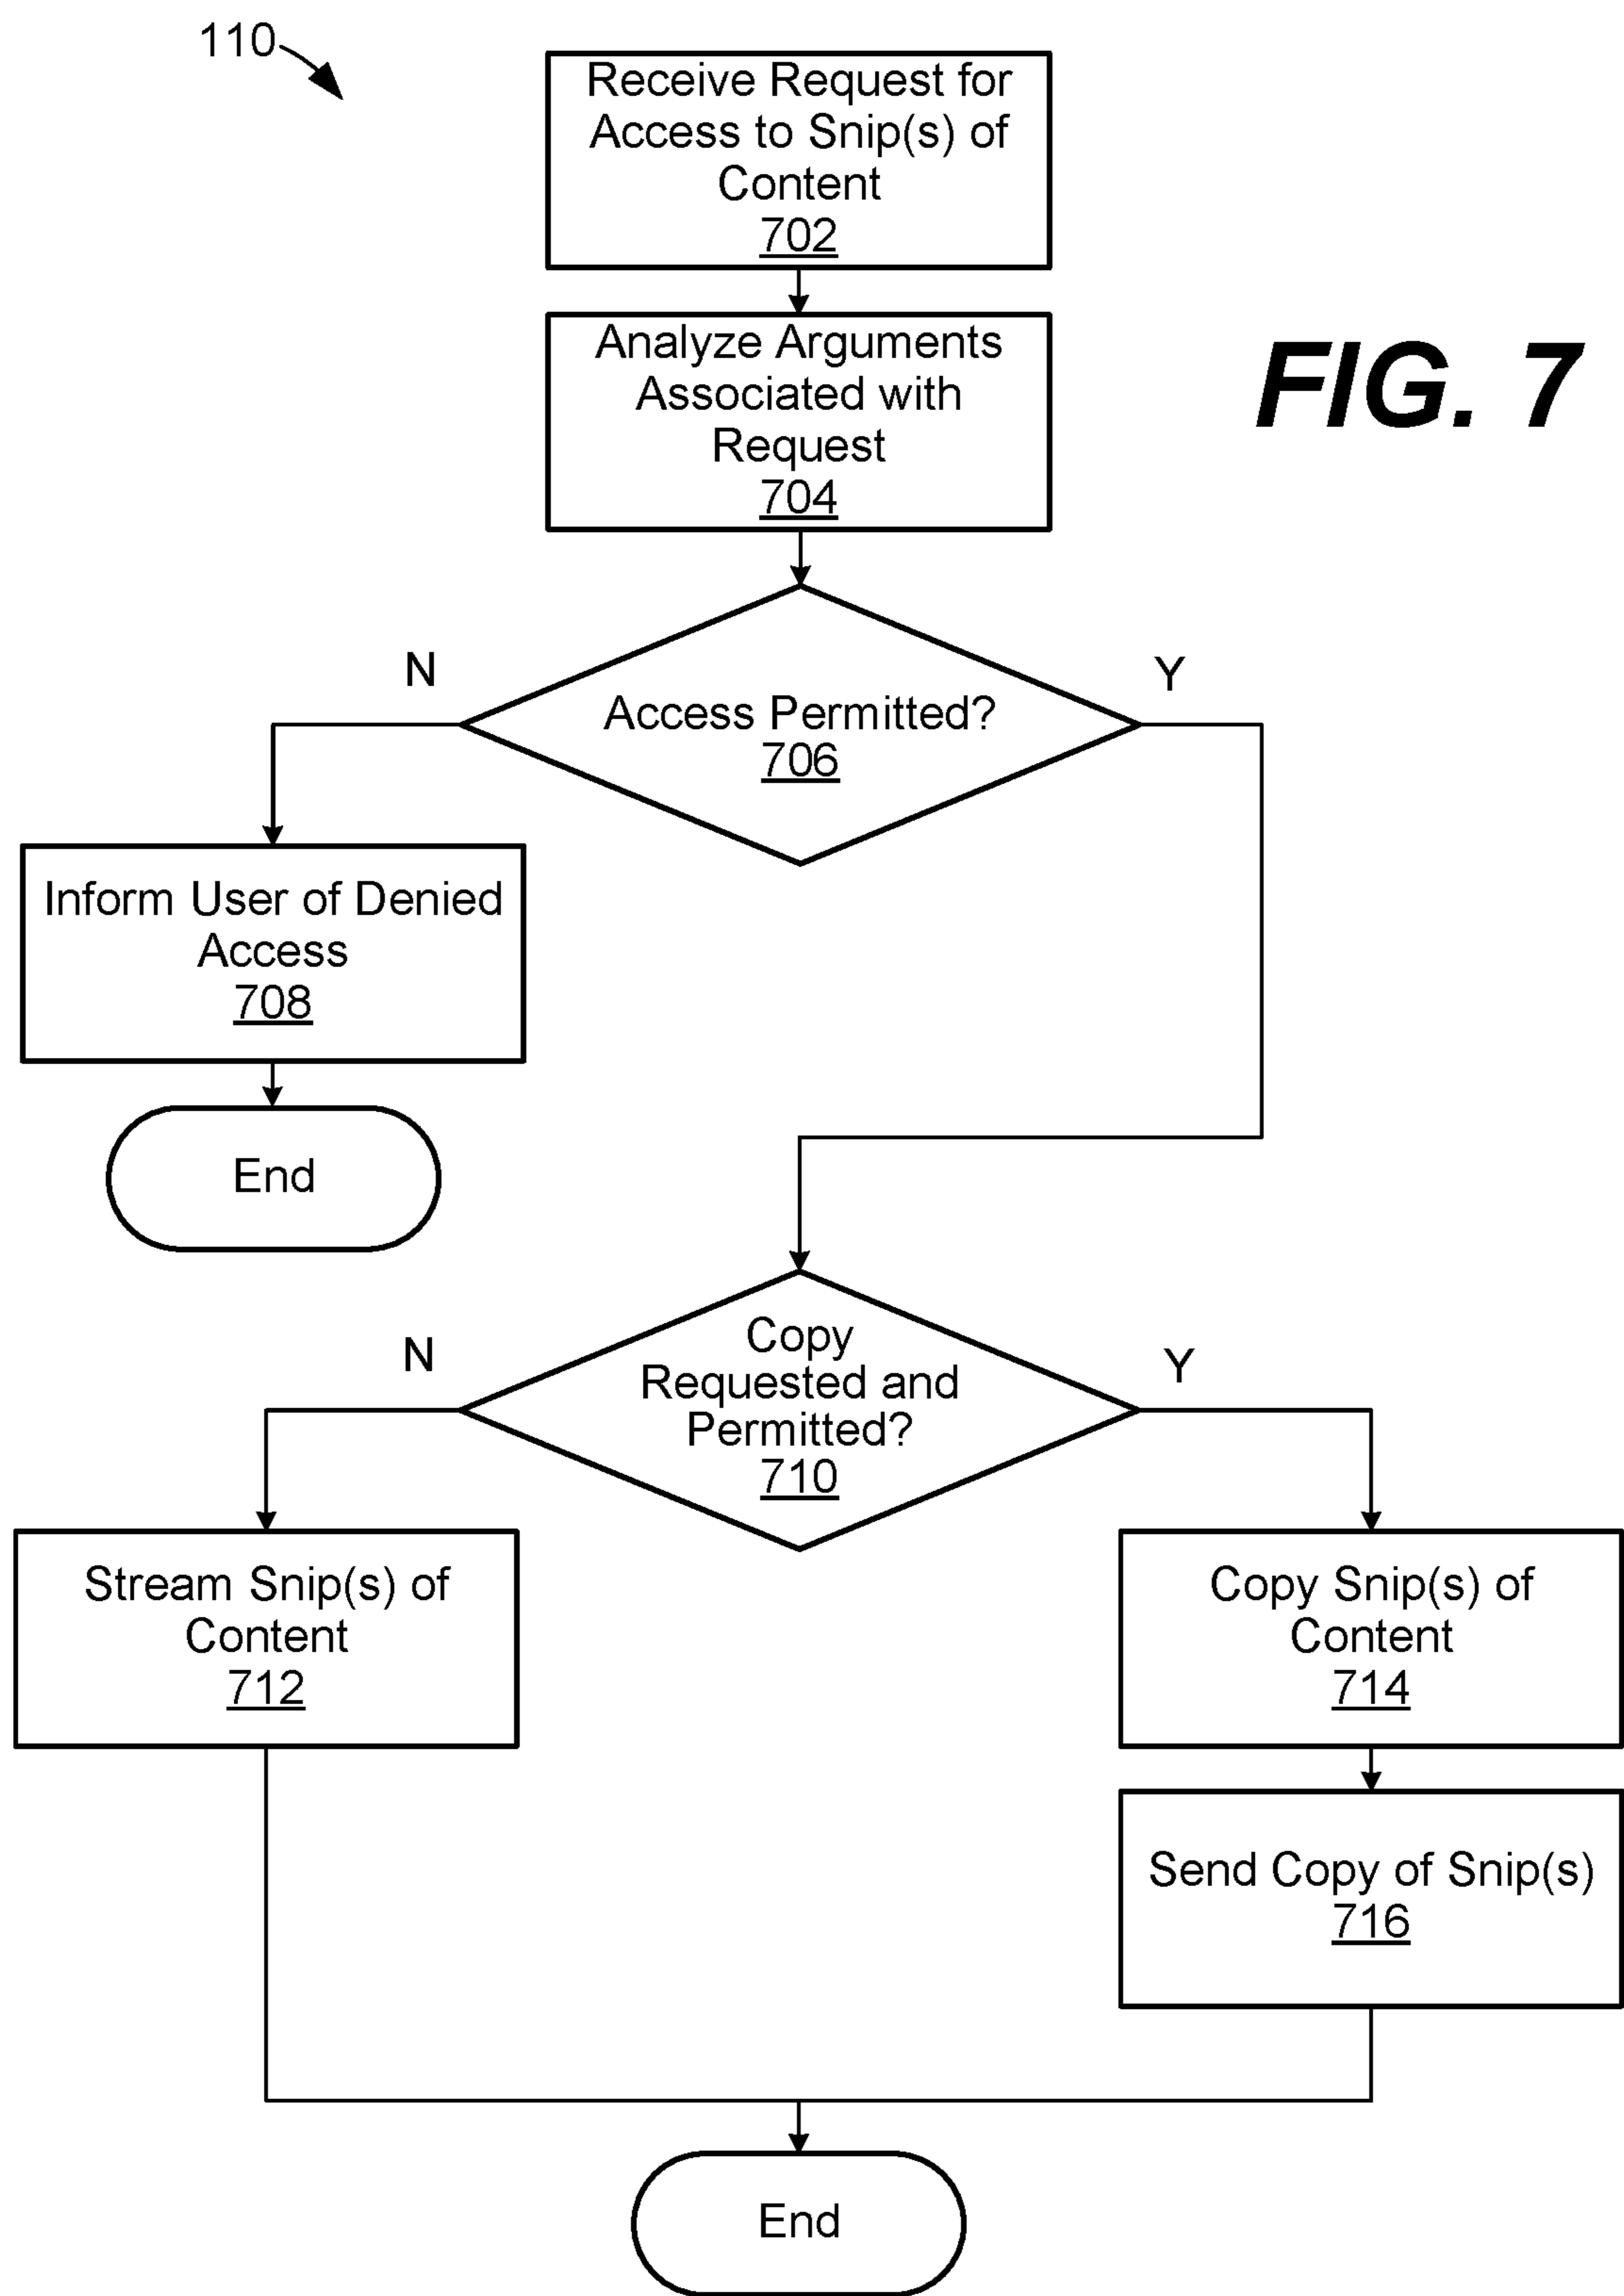 110
Receive Request for
Access to Snip(s) of
Content
702
Analyze Arguments
Associated with
Request
704
FIG. 7
N
Y
Access Permitted?
706
Inform User of Denied
Access
708
End
N
Y
Copy
Requested and
Permitted?
710
Stream Snip(s) of
Content
712
Copy Snip(s) of
Content
714
Send Copy of Snip(s)
716
End